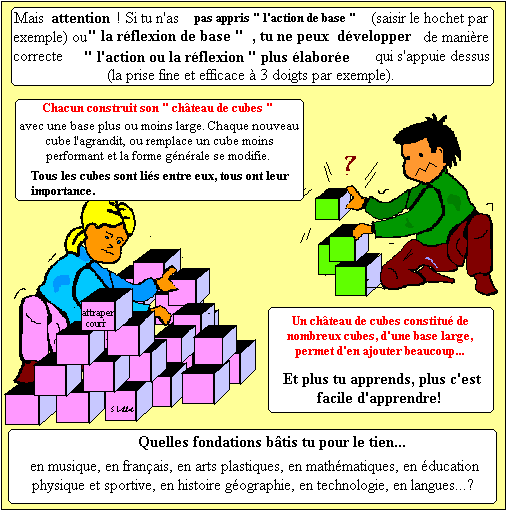 Mais attention ! Si tu n'as pas appris " l'action de base " (saisir le hochet par
exemple) ou " la réflexion de base " , tu ne peux développer de manière
correcte " l'action ou la réflexion " plus élaborée qui s'appuie dessus
(la prise fine et efficace à 3 doigts par exemple).
Chacun construit son " château de cubes "
avec une base plus ou moins large. Chaque nouveau
cube l'agrandit, ou remplace un cube moins
performant et la forme générale se modifie.
Tous les cubes sont liés entre eux, tous ont leur
importance.
?
attraper
court
Un château de cubes constitué de
nombreux cubes, d'une base large,
permet d'en ajouter beaucoup...
Et plus tu apprends, plus c'est
facile d'apprendre!
Quelles fondations bâtis tu pour le tien...
en musique, en français, en arts plastiques, en mathématiques, en éducation
physique et sportive, en histoire géographie, en technologie, en langues...?